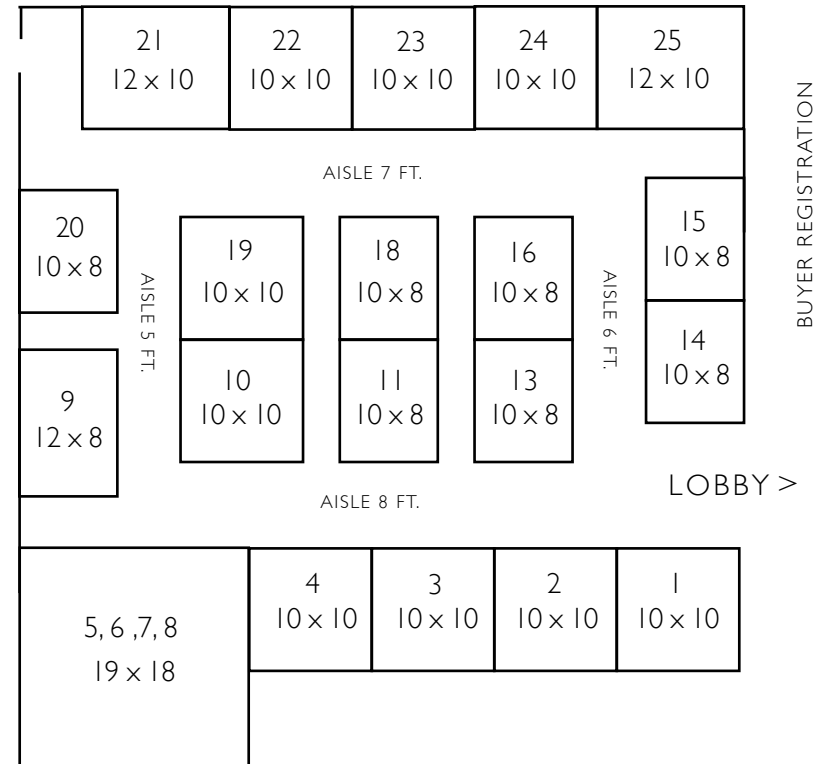 21
12 x 10
22
10 x 10
23
10 x 10
24
10 x 10
25
12 x 10
BUYER REGISTRATION
AISLE 7 FT.
20
10 x 8
AISLE 5 FT.
19
10 x 10
18
10 x 8
16
10 x 8
AISLE 6 FT.
15
10 x 8
14
10 x 8
9
12 x 8
10
10 x 10
11
10 x 8
13
10 x 8
LOBBY >
AISLE 8 FT.
5, 6 ,7, 8
19 x 18
4
10 x 10
3
10 x 10
2
10 x 10
1
10 x 10